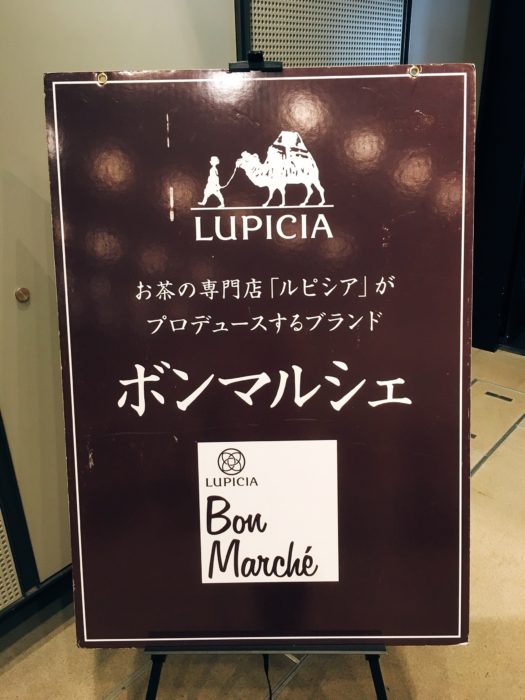 LUPICIA
お茶の専門店「ルピシア」が
プロデュースするブランド
ボンマルシェ
LUPICIA
Bon
Marché